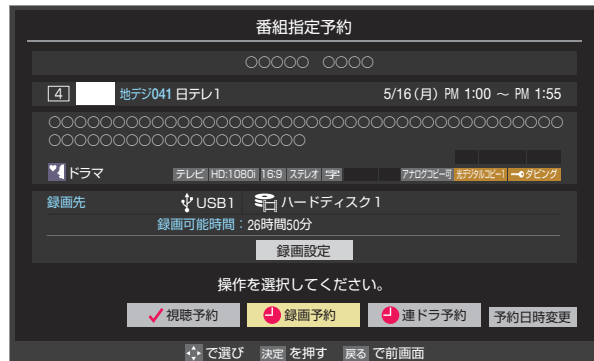 番組指定予約
○○○○○ ○○○○
4 地デジ041 日テレ1 5/16(月) PM 1:00 ～ PM 1:55
○○○○○○○○○○○○○○○○○○○○○○○○○○○○○○○○○○○○○○○○
○○○○○○○○○○○○○○○○○○○○
ドラマ テレビ HD:1080i 16:9 ステレオ 字 アナログコピー可 光デジタルコピー1 ダビング
録画先 USB1 ハードディスク1
録画可能時間：26時間50分
録画設定
操作を選択してください。
視聴予約 録画予約 連ドラ予約 予約日時変更
で選び 決定 を押す 戻る で前画面